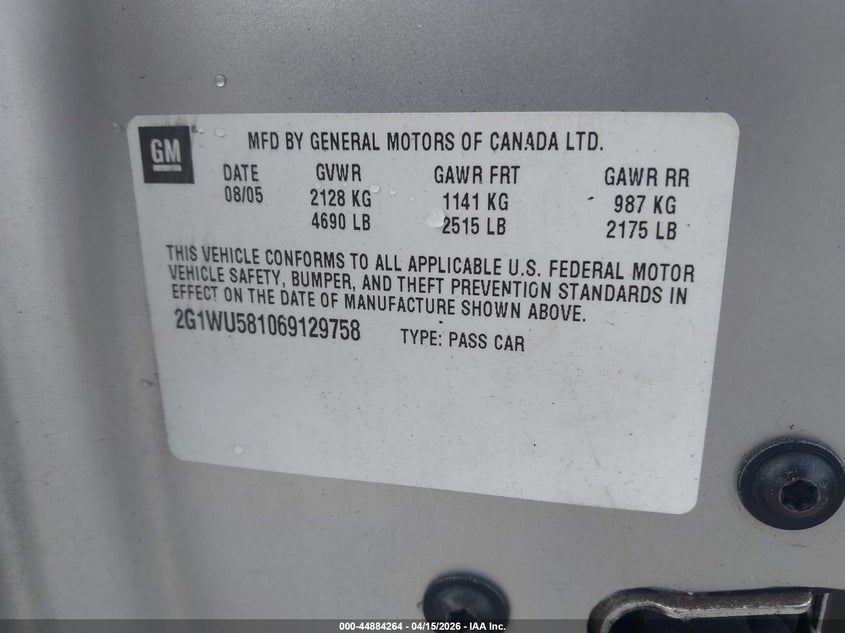 GM
MFD BY GENERAL MOTORS OF CANADA LTD.
DATE GVWR GAWR FRT GAWR RR
08/05 2128 KG 1141 KG 987 KG
4690 LB 2515 LB 2175 LB
THIS VEHICLE CONFORMS TO ALL APPLICABLE U.S. FEDERAL MOTOR
VEHICLE SAFETY, BUMPER, AND THEFT PREVENTION STANDARDS IN
EFFECT ON THE DATE OF MANUFACTURE SHOWN ABOVE.
2G1WU581069129758 TYPE: PASS CAR
000-44884264 - 04/15/2026 - IAA Inc.